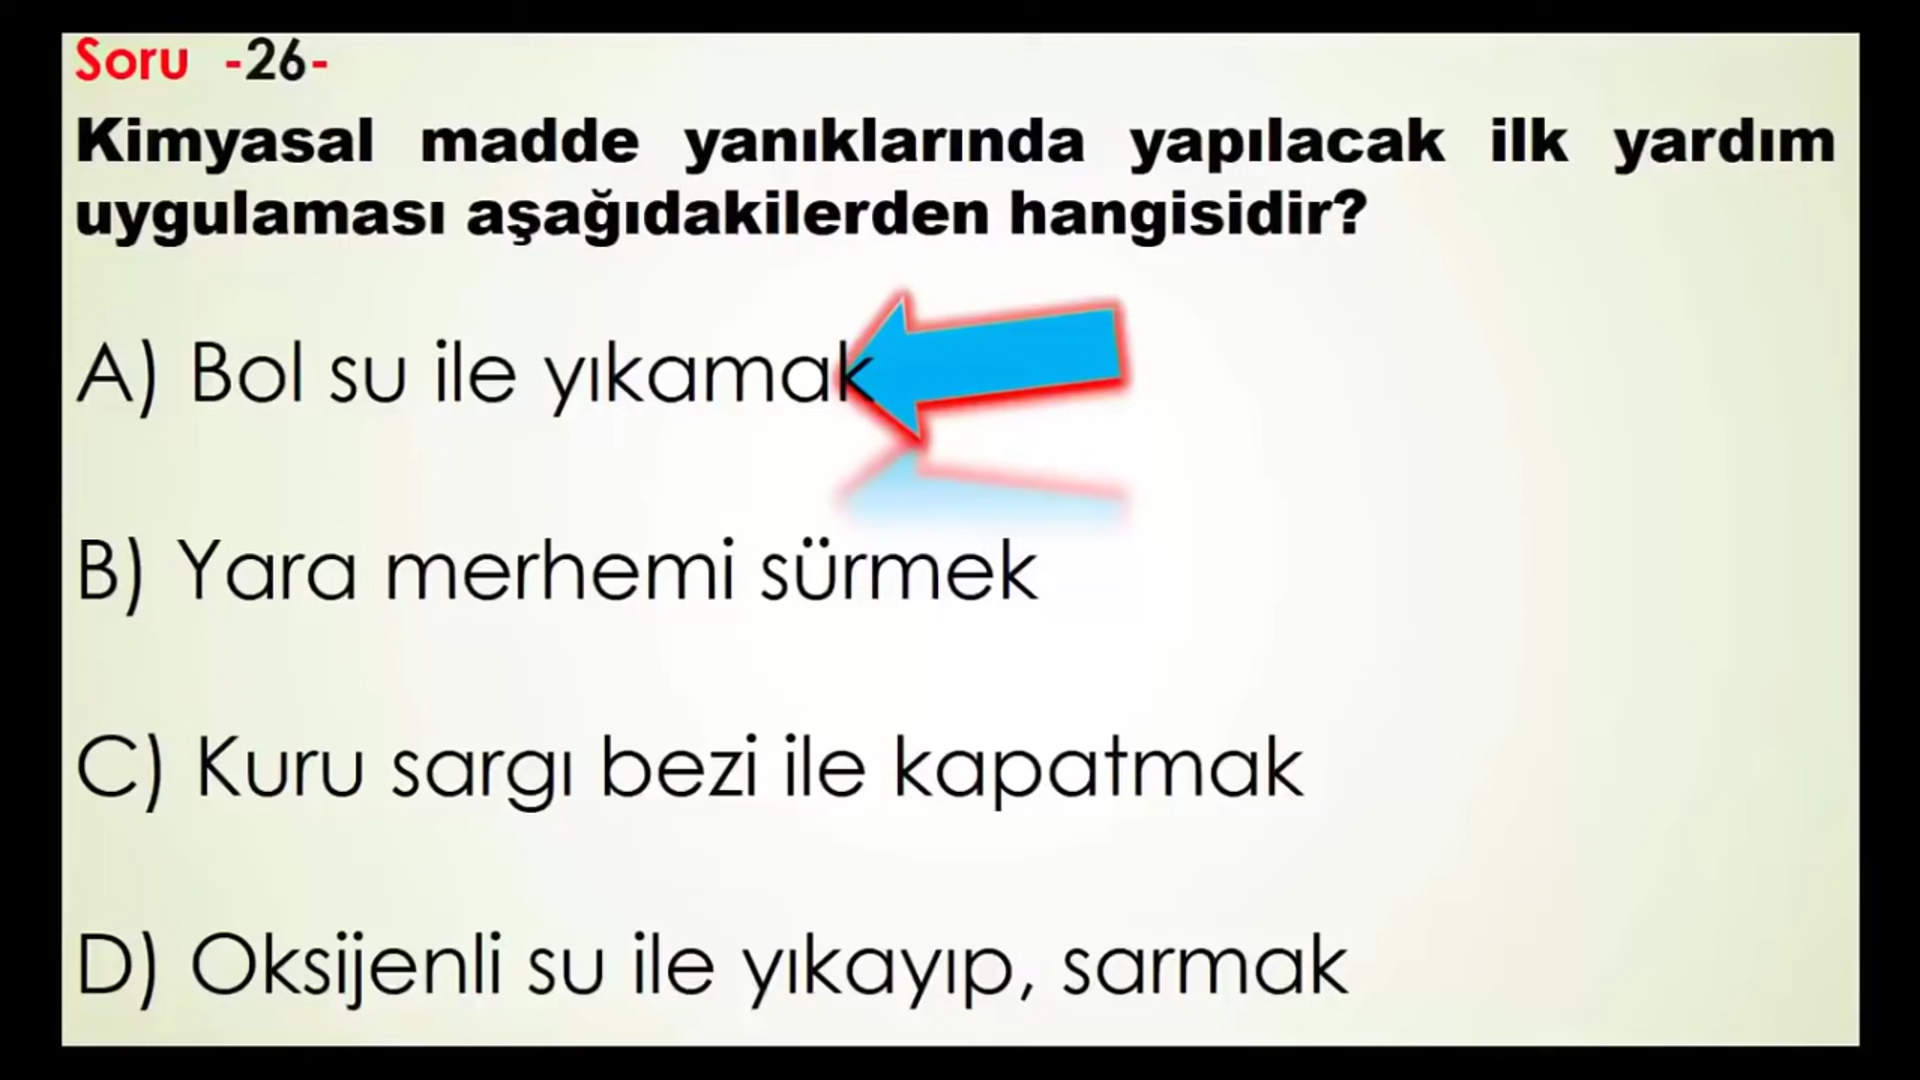 Soru -26-
Kimyasal madde yanıklarında yapılacak ilk yardım
uygulaması aşağıdakilerden hangisidir?
A) Bol su ile yıkamak
B) Yara merhemi sürmek
C) Kuru sargı bezi ile kapatmak
D) Oksijenli su ile yıkayıp, sarmak